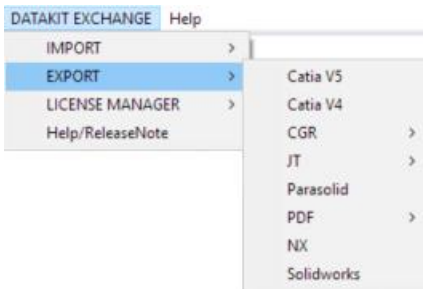 DATAKIT EXCHANGE Help
IMPORT >
EXPORT >
LICENSE MANAGER >
Help/ReleaseNote
Catia V5
Catia V4
CGR >
JT >
Parasolid
PDF >
NX
Solidworks